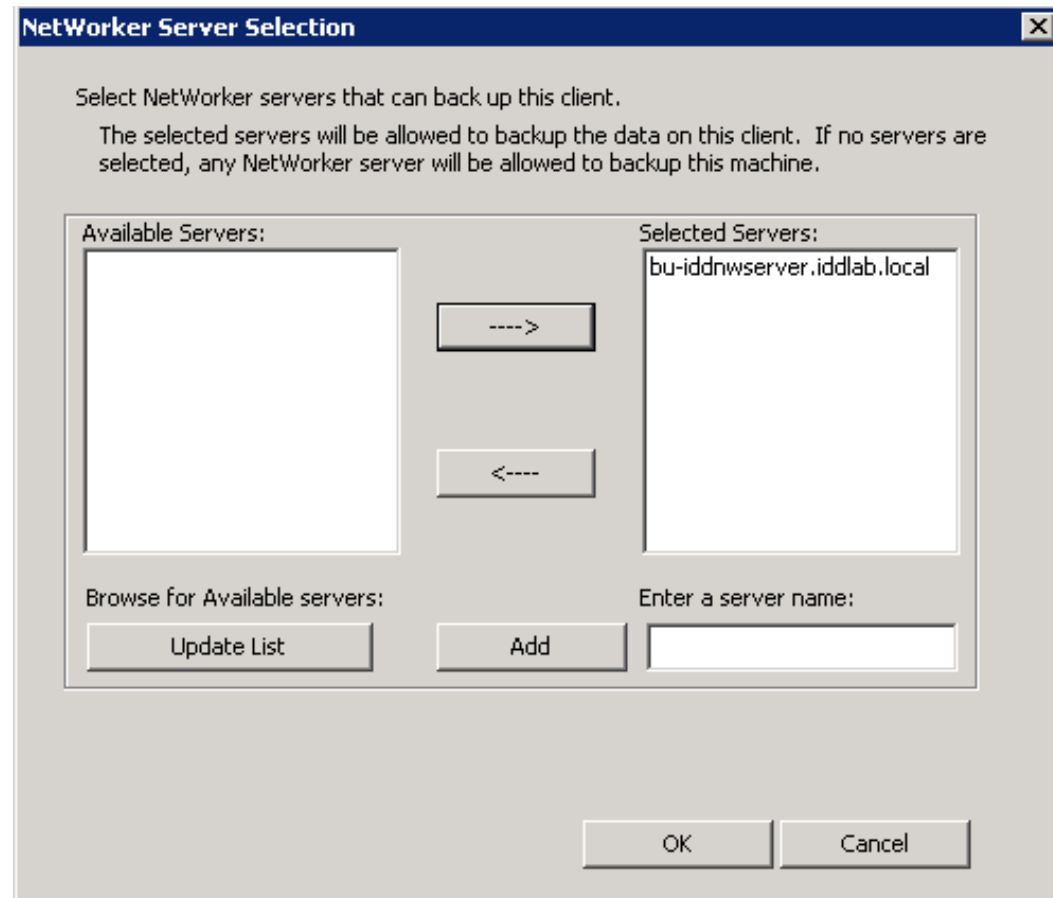 NetWorker Server Selection
Select NetWorker servers that can back up this client.
The selected servers will be allowed to backup the data on this client. If no servers are
selected, any NetWorker server will be allowed to backup this machine.
Available Servers:
Selected Servers:
bu-iddnwserver.iddlab.local
---->
<----
Browse for Available servers:
Enter a server name:
Update List
Add
OK
Cancel